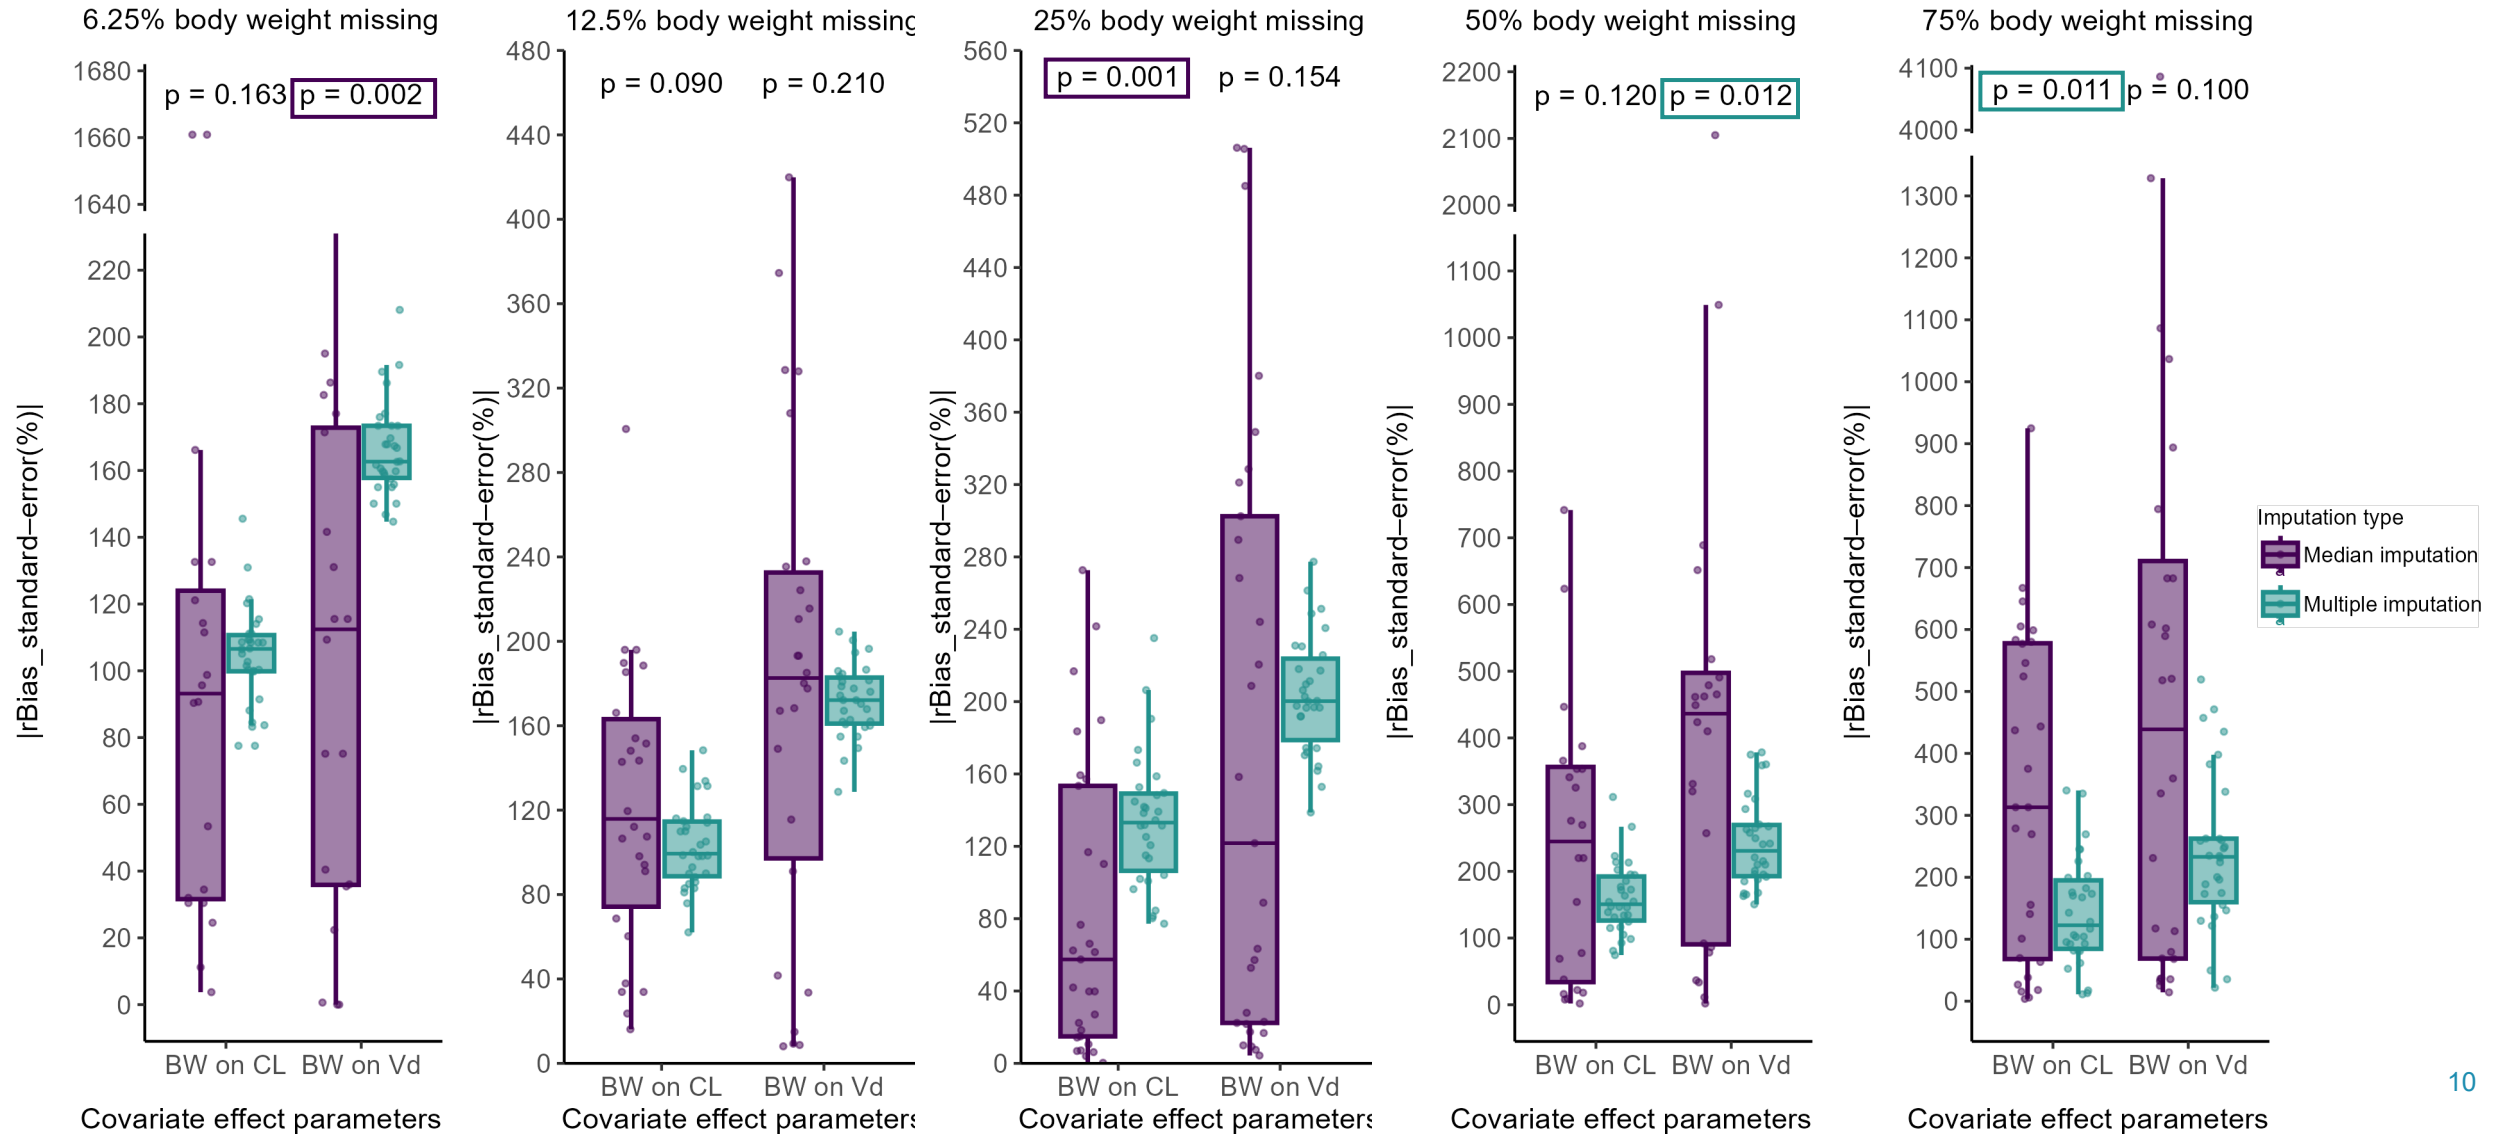 6.25% body weight missing
1680
1660
1640
220
200
180
160
140
120
100
80
60
40
20
0
p = 0.163
p = 0.002
|rBias_standard−error(%)|
BW on CL
BW on Vd
Covariate effect parameters
12.5% body weight missing
480
440
400
360
320
280
240
200
160
120
80
40
0
p = 0.090
p = 0.210
|rBias_standard−error(%)|
BW on CL
BW on Vd
Covariate effect parameters
25% body weight missing
560
520
480
440
400
360
320
280
240
200
160
120
80
40
0
p = 0.001
p = 0.154
|rBias_standard−error(%)|
BW on CL
BW on Vd
Covariate effect parameters
50% body weight missing
2200
2100
2000
1100
1000
900
800
700
600
500
400
300
200
100
0
p = 0.120
p = 0.012
|rBias_standard−error(%)|
BW on CL
BW on Vd
Covariate effect parameters
75% body weight missing
4100
4000
1300
1200
1100
1000
900
800
700
600
500
400
300
200
100
0
p = 0.011
p = 0.100
|rBias_standard−error(%)|
BW on CL
BW on Vd
Covariate effect parameters
Imputation type
Median imputation
Multiple imputation
10